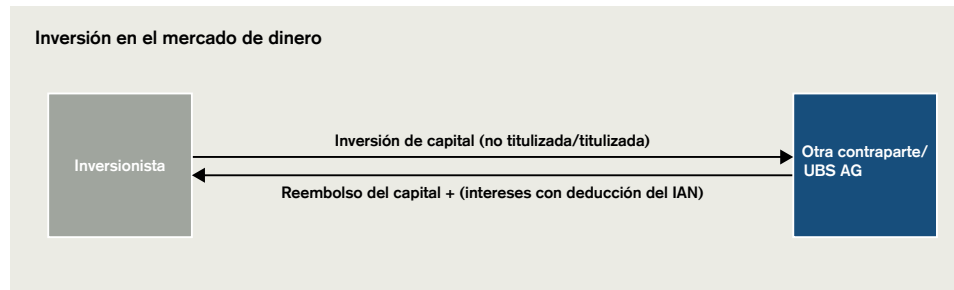 Inversión en el mercado de dinero
Inversión de capital (no titulizada/titulizada)
Inversionista
Otra contraparte/
UBS AG
Reembolso del capital + (intereses con deducción del IAN)